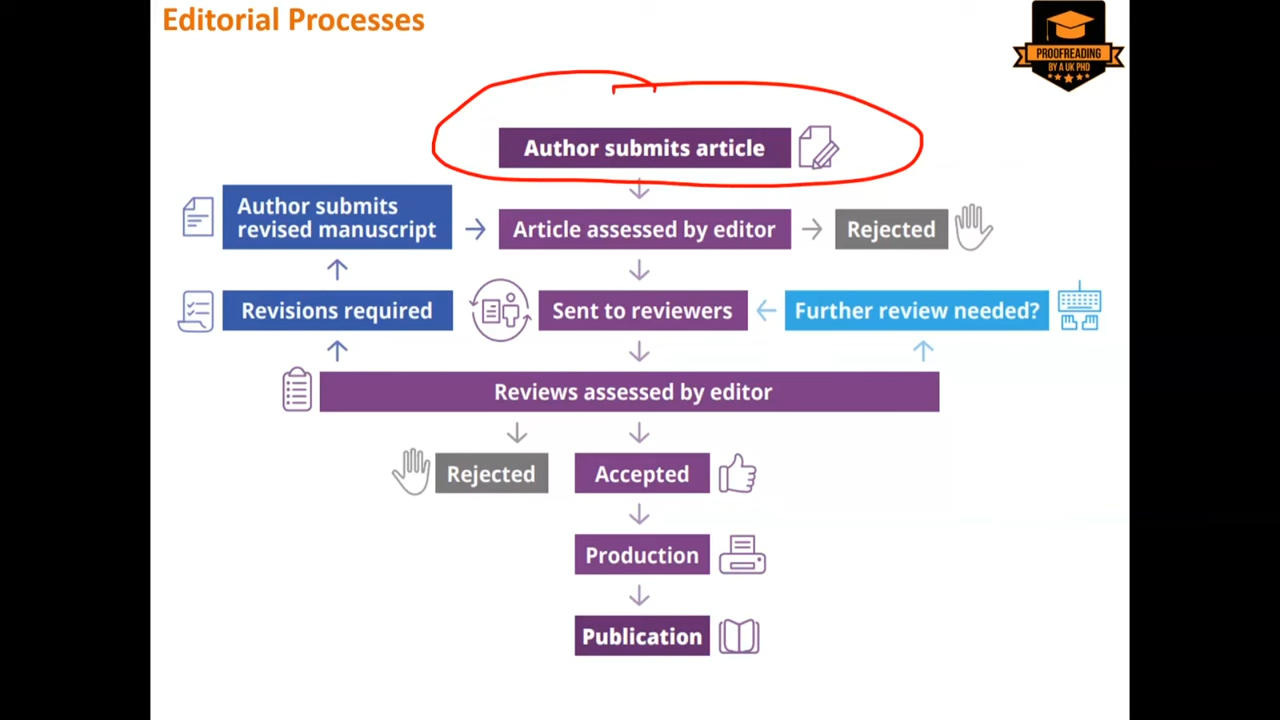 Editorial Processes
PROOFREADING
BY A UK PHD
Author submits article
Author submits
revised manuscript
Article assessed by editor
Rejected
Revisions required
Sent to reviewers
Further review needed?
Reviews assessed by editor
Rejected
Accepted
Production
Publication